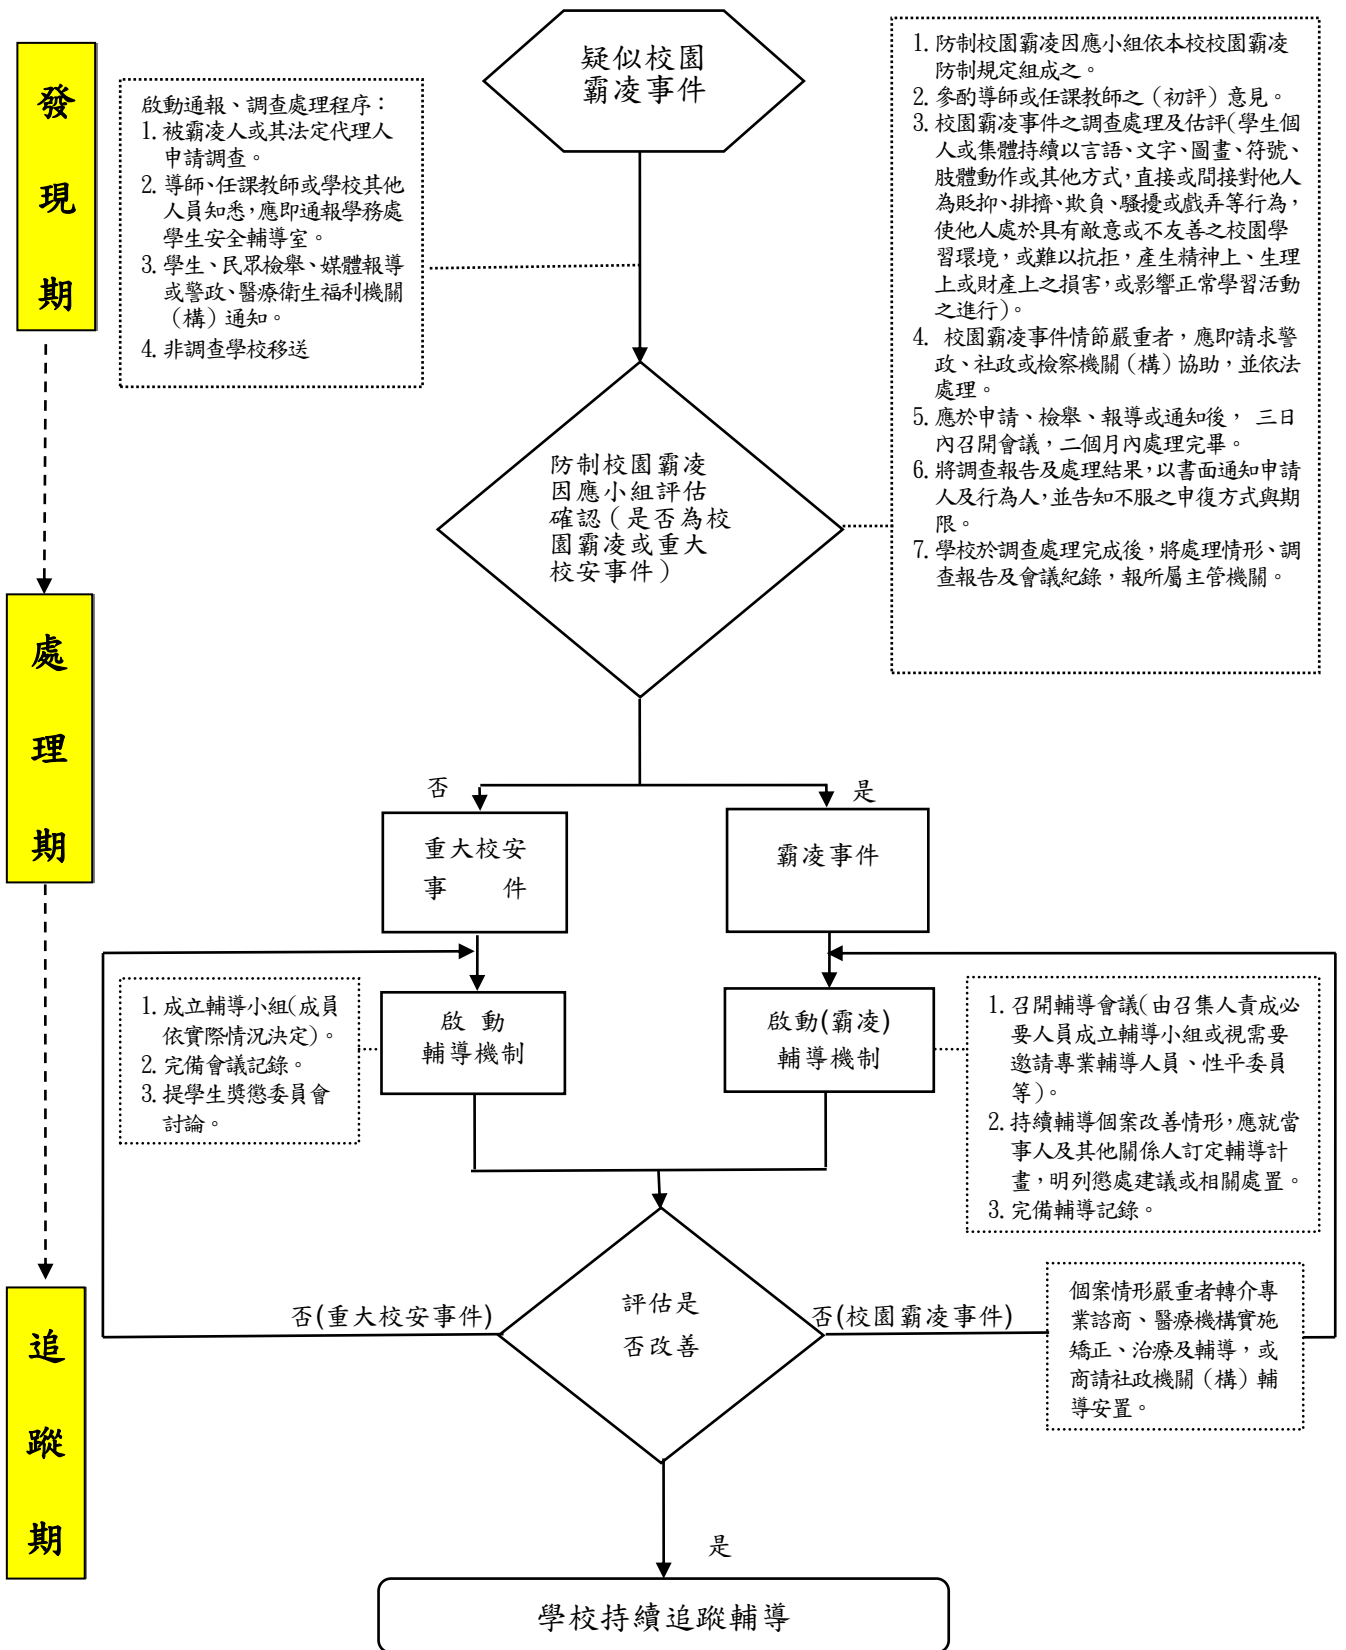 發
現
期
處
理
期
追
蹤
期
疑似校園
霸凌事件
啟動通報、調查處理程序：
1. 被霸凌人或其法定代理人
申請調查。
2. 導師、任課教師或學校其他
人員知悉，應即通報學務處
學生安全輔導室。
3. 學生、民眾檢舉、媒體報導
或警政、醫療衛生福利機關
（構）通知。
4. 非調查學校移送
1. 防制校園霸凌因應小組依本校校園霸凌
防制規定組成之。
2. 參酌導師或任課教師之（初評）意見。
3. 校園霸凌事件之調查處理及估評(學生個
人或集體持續以言語、文字、圖畫、符號、
肢體動作或其他方式，直接或間接對他人
為貶抑、排擠、欺負、騷擾或戲弄等行為，
使他人處於具有敵意或不友善之校園學
習環境，或難以抗拒，產生精神上、生理
上或財產上之損害，或影響正常學習活動
之進行)。
4. 校園霸凌事件情節嚴重者，應即請求警
政、社政或檢察機關（構）協助，並依法
處理。
5. 應於申請、檢舉、報導或通知後， 三日
內召開會議，二個月內處理完畢。
6. 將調查報告及處理結果，以書面通知申請
人及行為人，並告知不服之申復方式與期
限。
7. 學校於調查處理完成後，將處理情形、調
查報告及會議紀錄，報所屬主管機關。
防制校園霸凌
因應小組評估
確認（是否為校
園霸凌或重大
校安事件）
否
是
重大校安
事 件
霸凌事件
1. 成立輔導小組(成員
依實際情況決定)。
2. 完備會議記錄。
3. 提學生獎懲委員會
討論。
啟 動
輔導機制
啟動(霸凌)
輔導機制
1. 召開輔導會議(由召集人責成必
要人員成立輔導小組或視需要
邀請專業輔導人員、性平委員
等)。
2. 持續輔導個案改善情形，應就當
事人及其他關係人訂定輔導計
畫，明列懲處建議或相關處置。
3. 完備輔導記錄。
否(重大校安事件)
評估是
否改善
否(校園霸凌事件)
個案情形嚴重者轉介專
業諮商、醫療機構實施
矯正、治療及輔導，或
商請社政機關（構）輔
導安置。
是
學校持續追蹤輔導